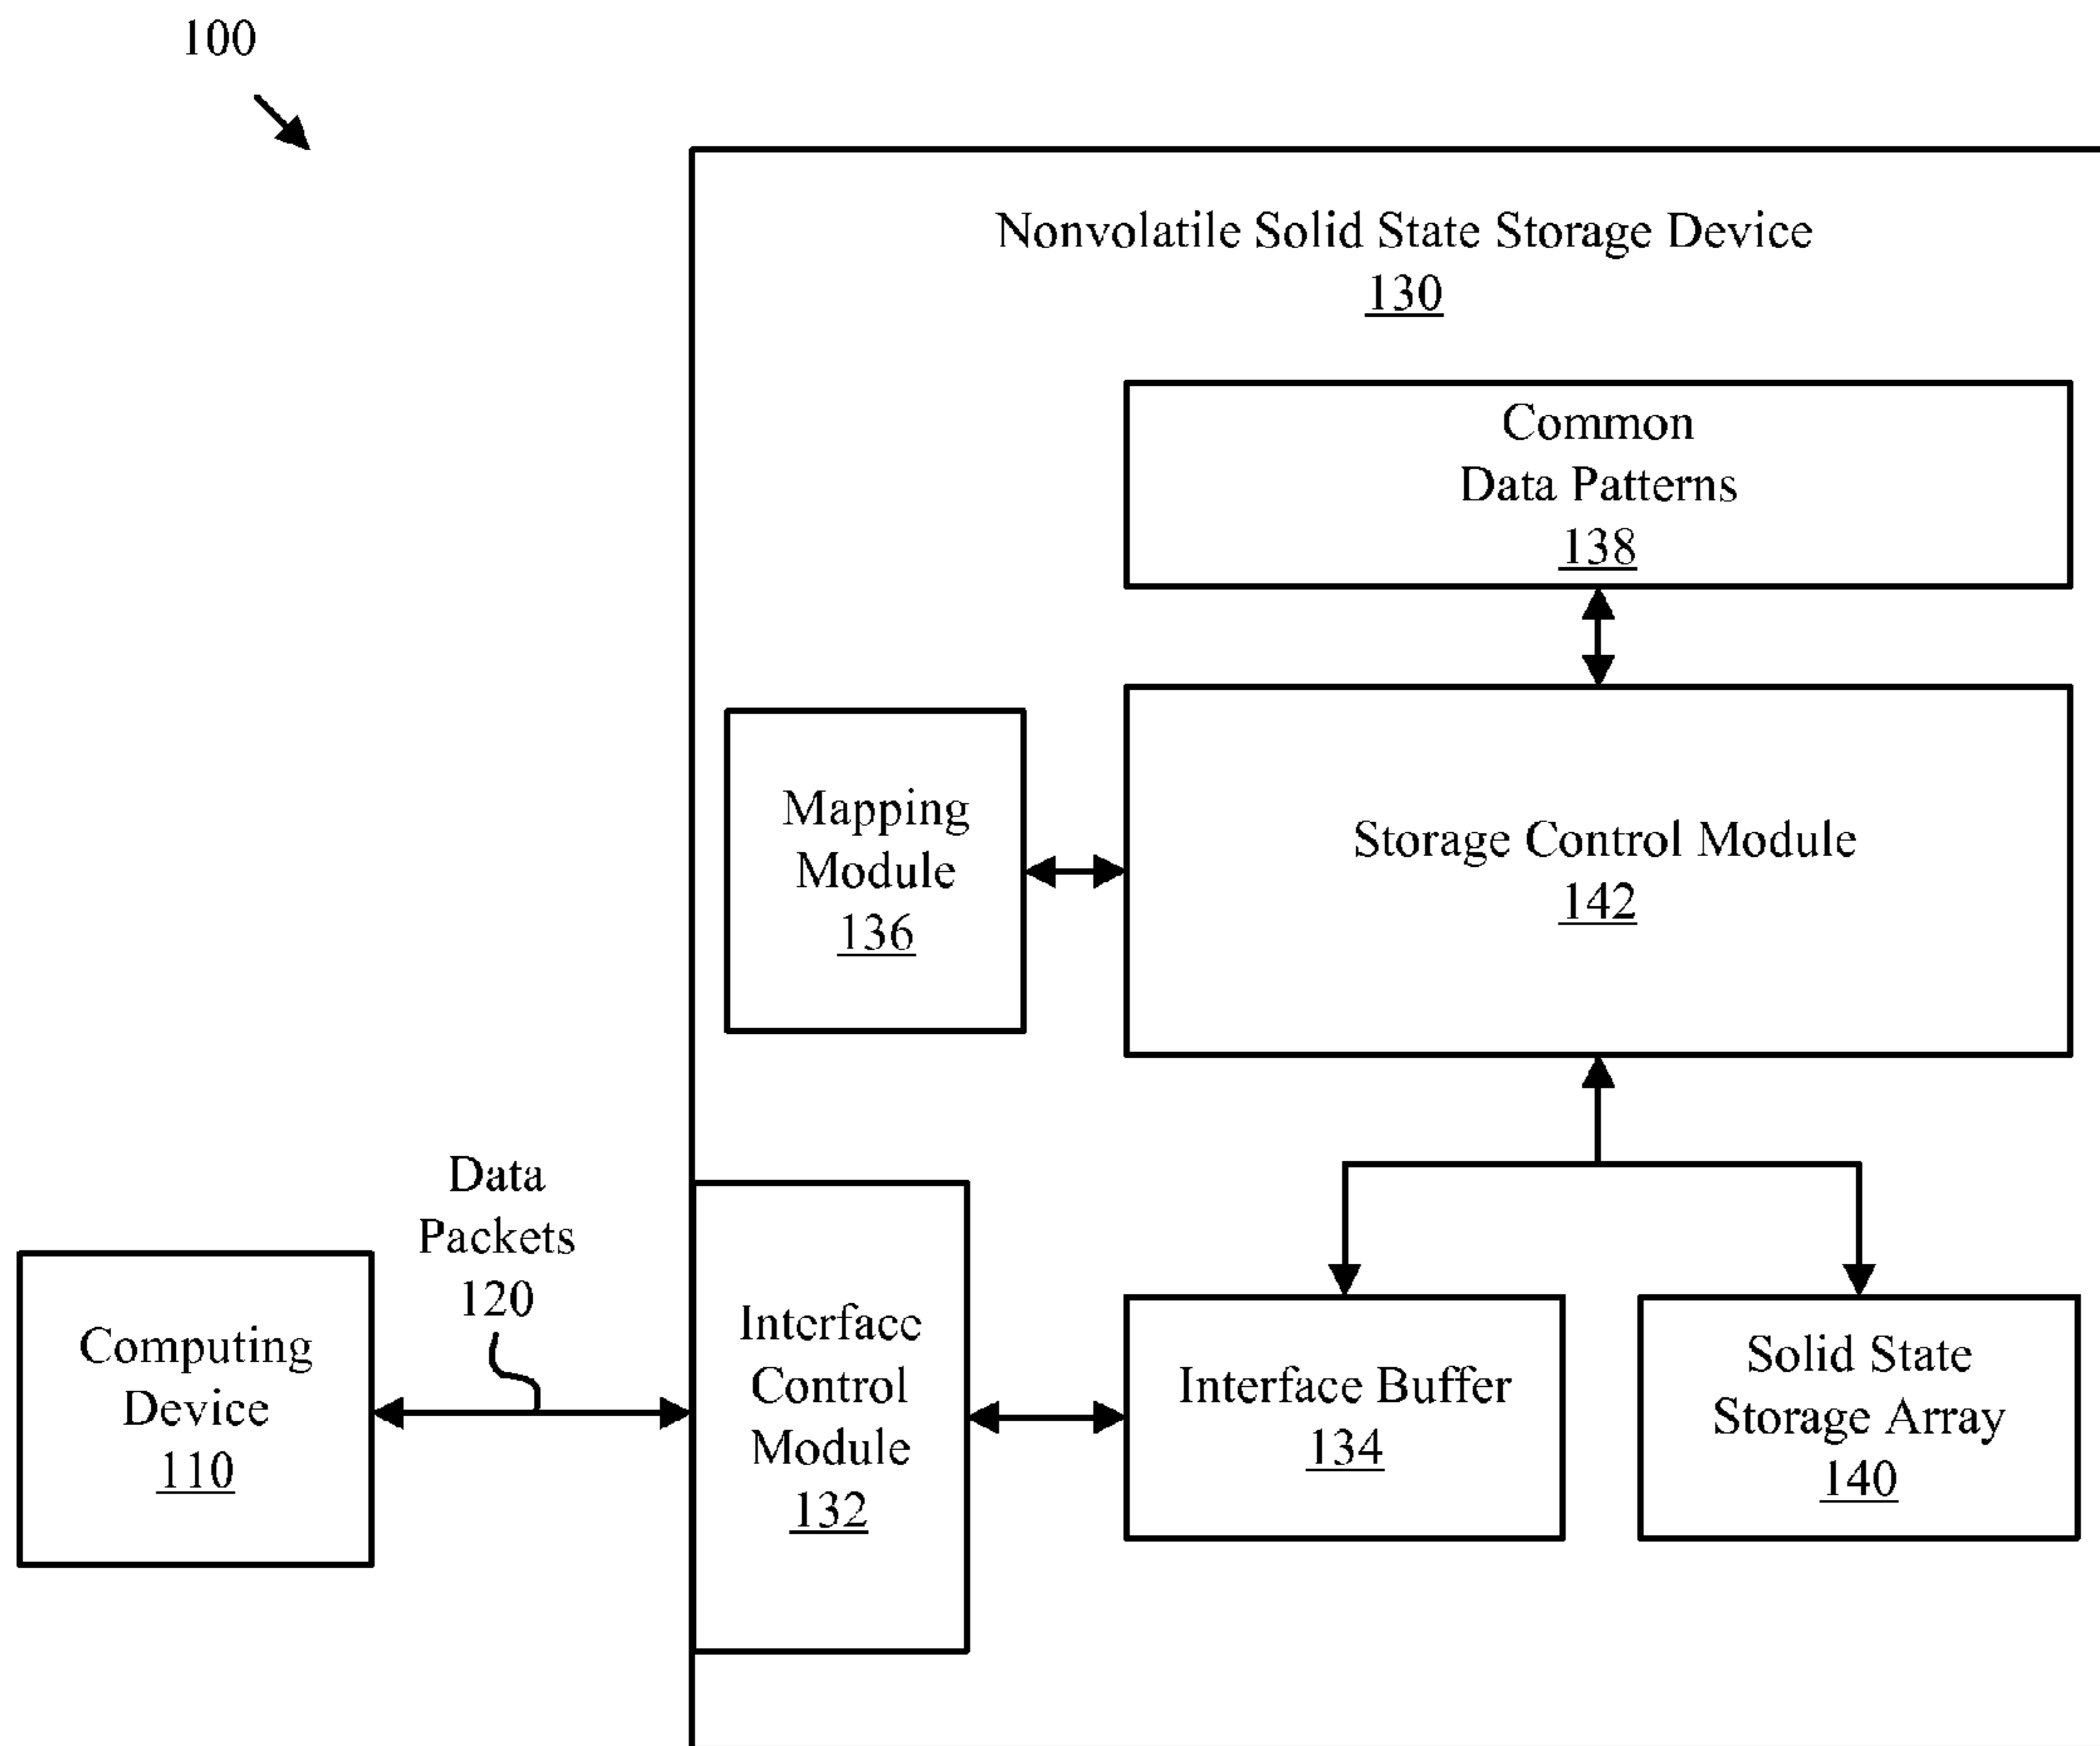 100
Nonvolatile Solid State Storage Device
130
Common
Data Patterns
138
Mapping
Module
136
Storage Control Module
142
Data
Packets
120
Computing
Device
110
Interface
Control
Module
132
Interface Buffer
134
Solid State
Storage Array
140